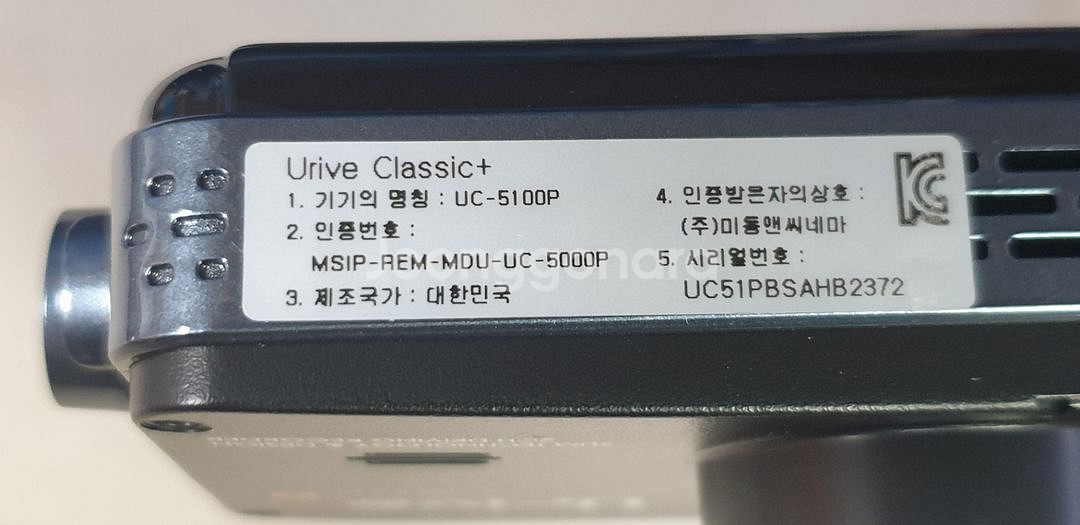 Urive Classic+
1. 기기의 명칭 : UC-5100P
2. 인증번호 :
MSIP-REM-MDU-UC-5000P
3. 제조국가 : 대한민국
4. 인증받은자의상호 :
(주)미동앤씨네마
5. 시리얼번호 :
UC51PBSAHB2372
KC
Joonggonara